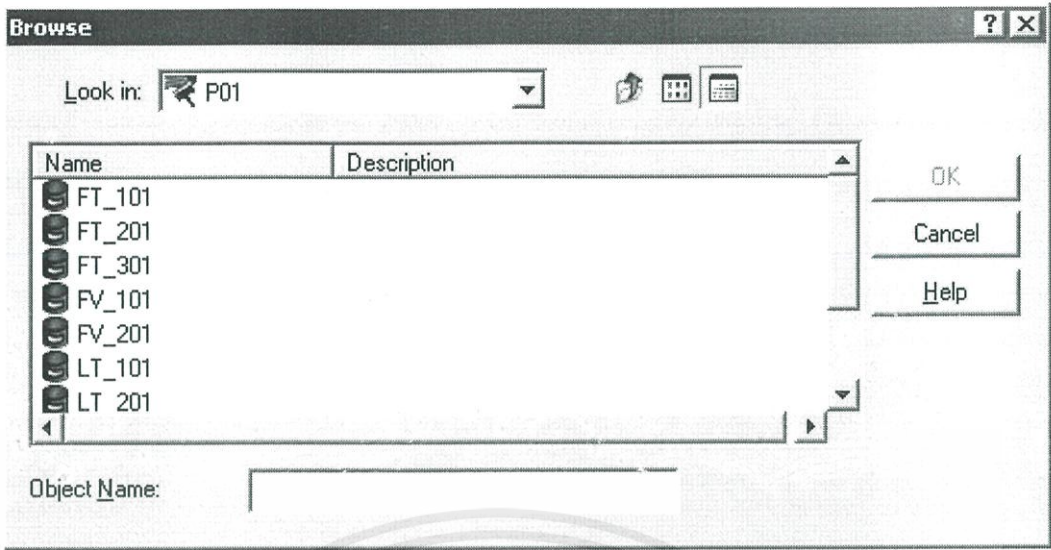 Browse
Look in: P01
Name Description
FT_101
FT_201
FT_301
FV_101
FV_201
LT_101
LT_201
OK
Cancel
Help
Object Name: